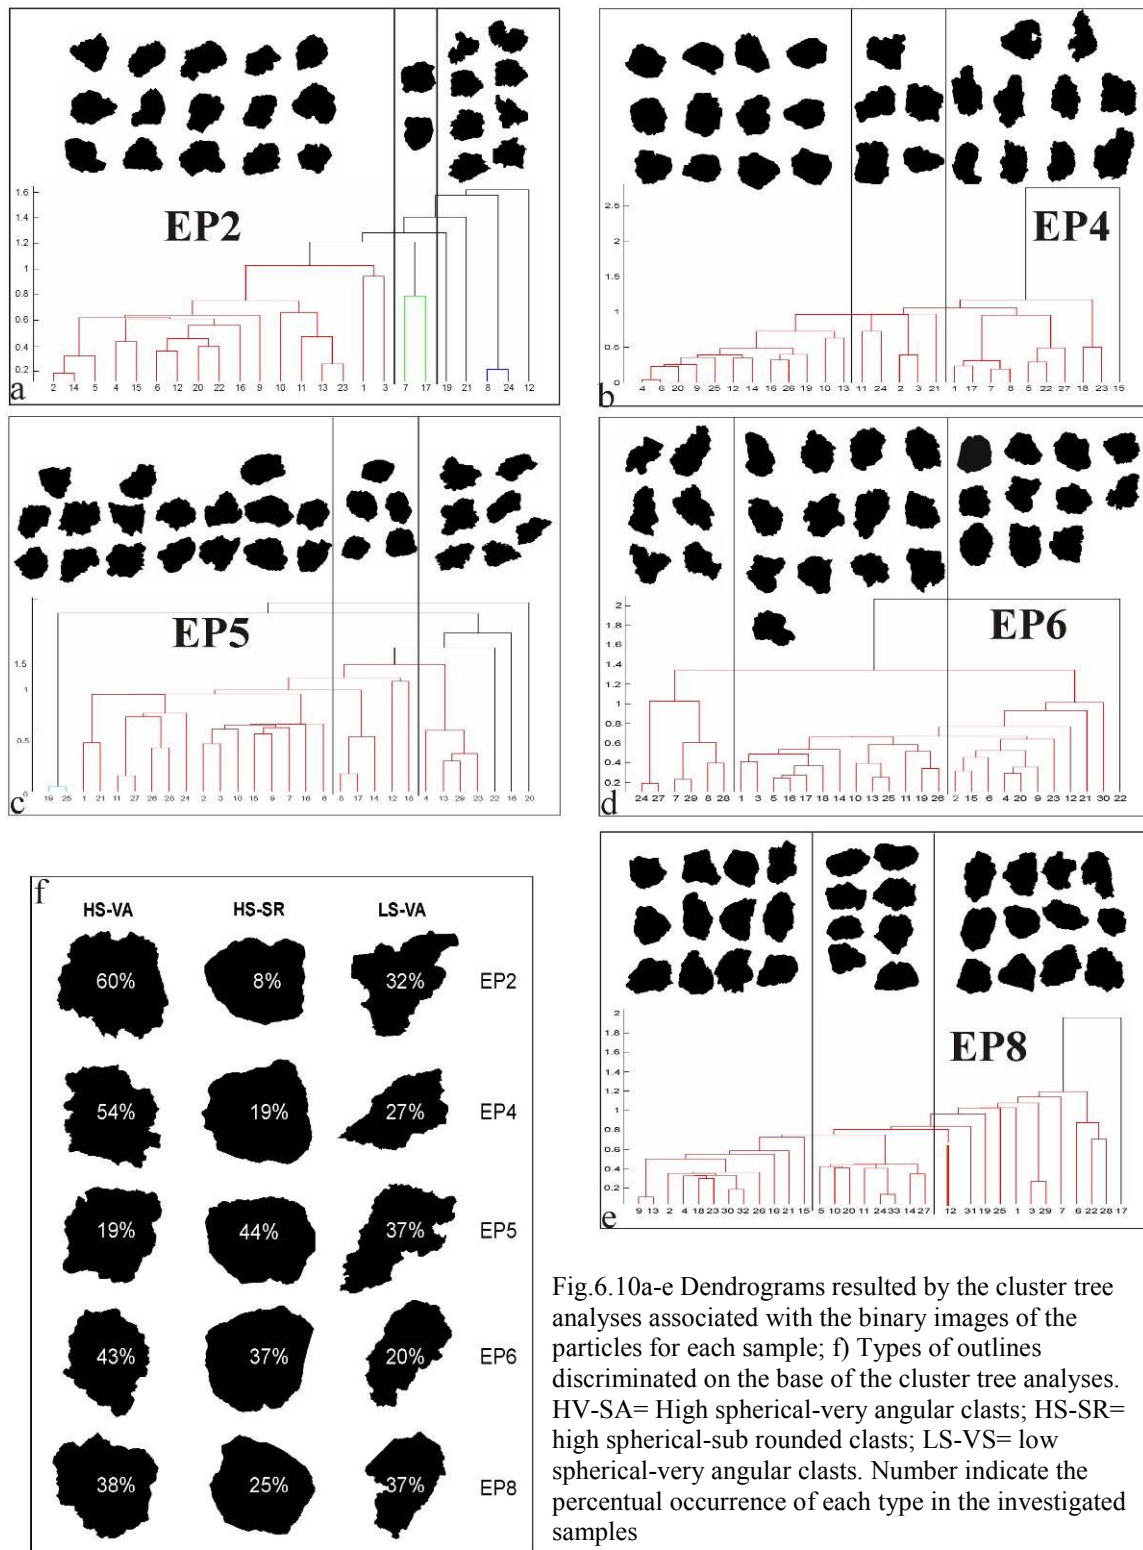 EP2
1.6
1.4
1.2
1
0.8
0.6
0.4
0.2
2 14 5 4 15 6 12 20 22 16 9 10 11 13 23 1 3 7 17 19 21 8 24 12
a
EP4
2.5
2
1.5
1
0.5
0
4 6 20 9 25 12 14 16 26 19 10 13 11 24 2 3 21 1 17 7 8 5 22 27 18 23 15
b
EP5
1.5
1
0.5
0
19 25 1 21 11 27 26 26 24 2 3 10 15 9 7 16 6 8 17 14 12 18 4 13 29 23 22 16 20
c
EP6
2
1.8
1.6
1.4
1.2
1
0.8
0.6
0.4
0.2
24 27 7 29 8 28 1 3 5 16 17 18 14 10 13 25 11 19 26 2 15 6 4 20 9 23 12 21 30 22
d
EP8
2
1.8
1.6
1.4
1.2
1
0.8
0.6
0.4
0.2
9 13 2 4 18 23 30 32 26 16 21 15 5 10 20 11 24 33 14 27 12 31 19 25 1 3 29 7 6 22 28 17
e
f
HS-VA HS-SR LS-VA
60% 8% 32% EP2
54% 19% 27% EP4
19% 44% 37% EP5
43% 37% 20% EP6
38% 25% 37% EP8
Fig.6.10a-e Dendrograms resulted by the cluster tree
analyses associated with the binary images of the
particles for each sample; f) Types of outlines
discriminated on the base of the cluster tree analyses.
HV-SA= High spherical-very angular clasts; HS-SR=
high spherical-sub rounded clasts; LS-VS= low
spherical-very angular clasts. Number indicate the
percentual occurrence of each type in the investigated
samples